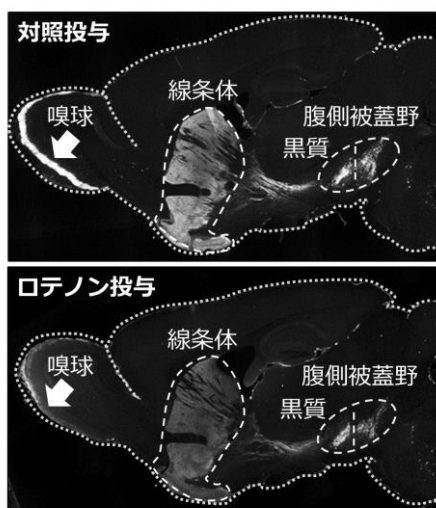 対照投与
線条体
嗅球
腹側被蓋野
黒質
ロテノン投与
線条体
嗅球
腹側被蓋野
黒質